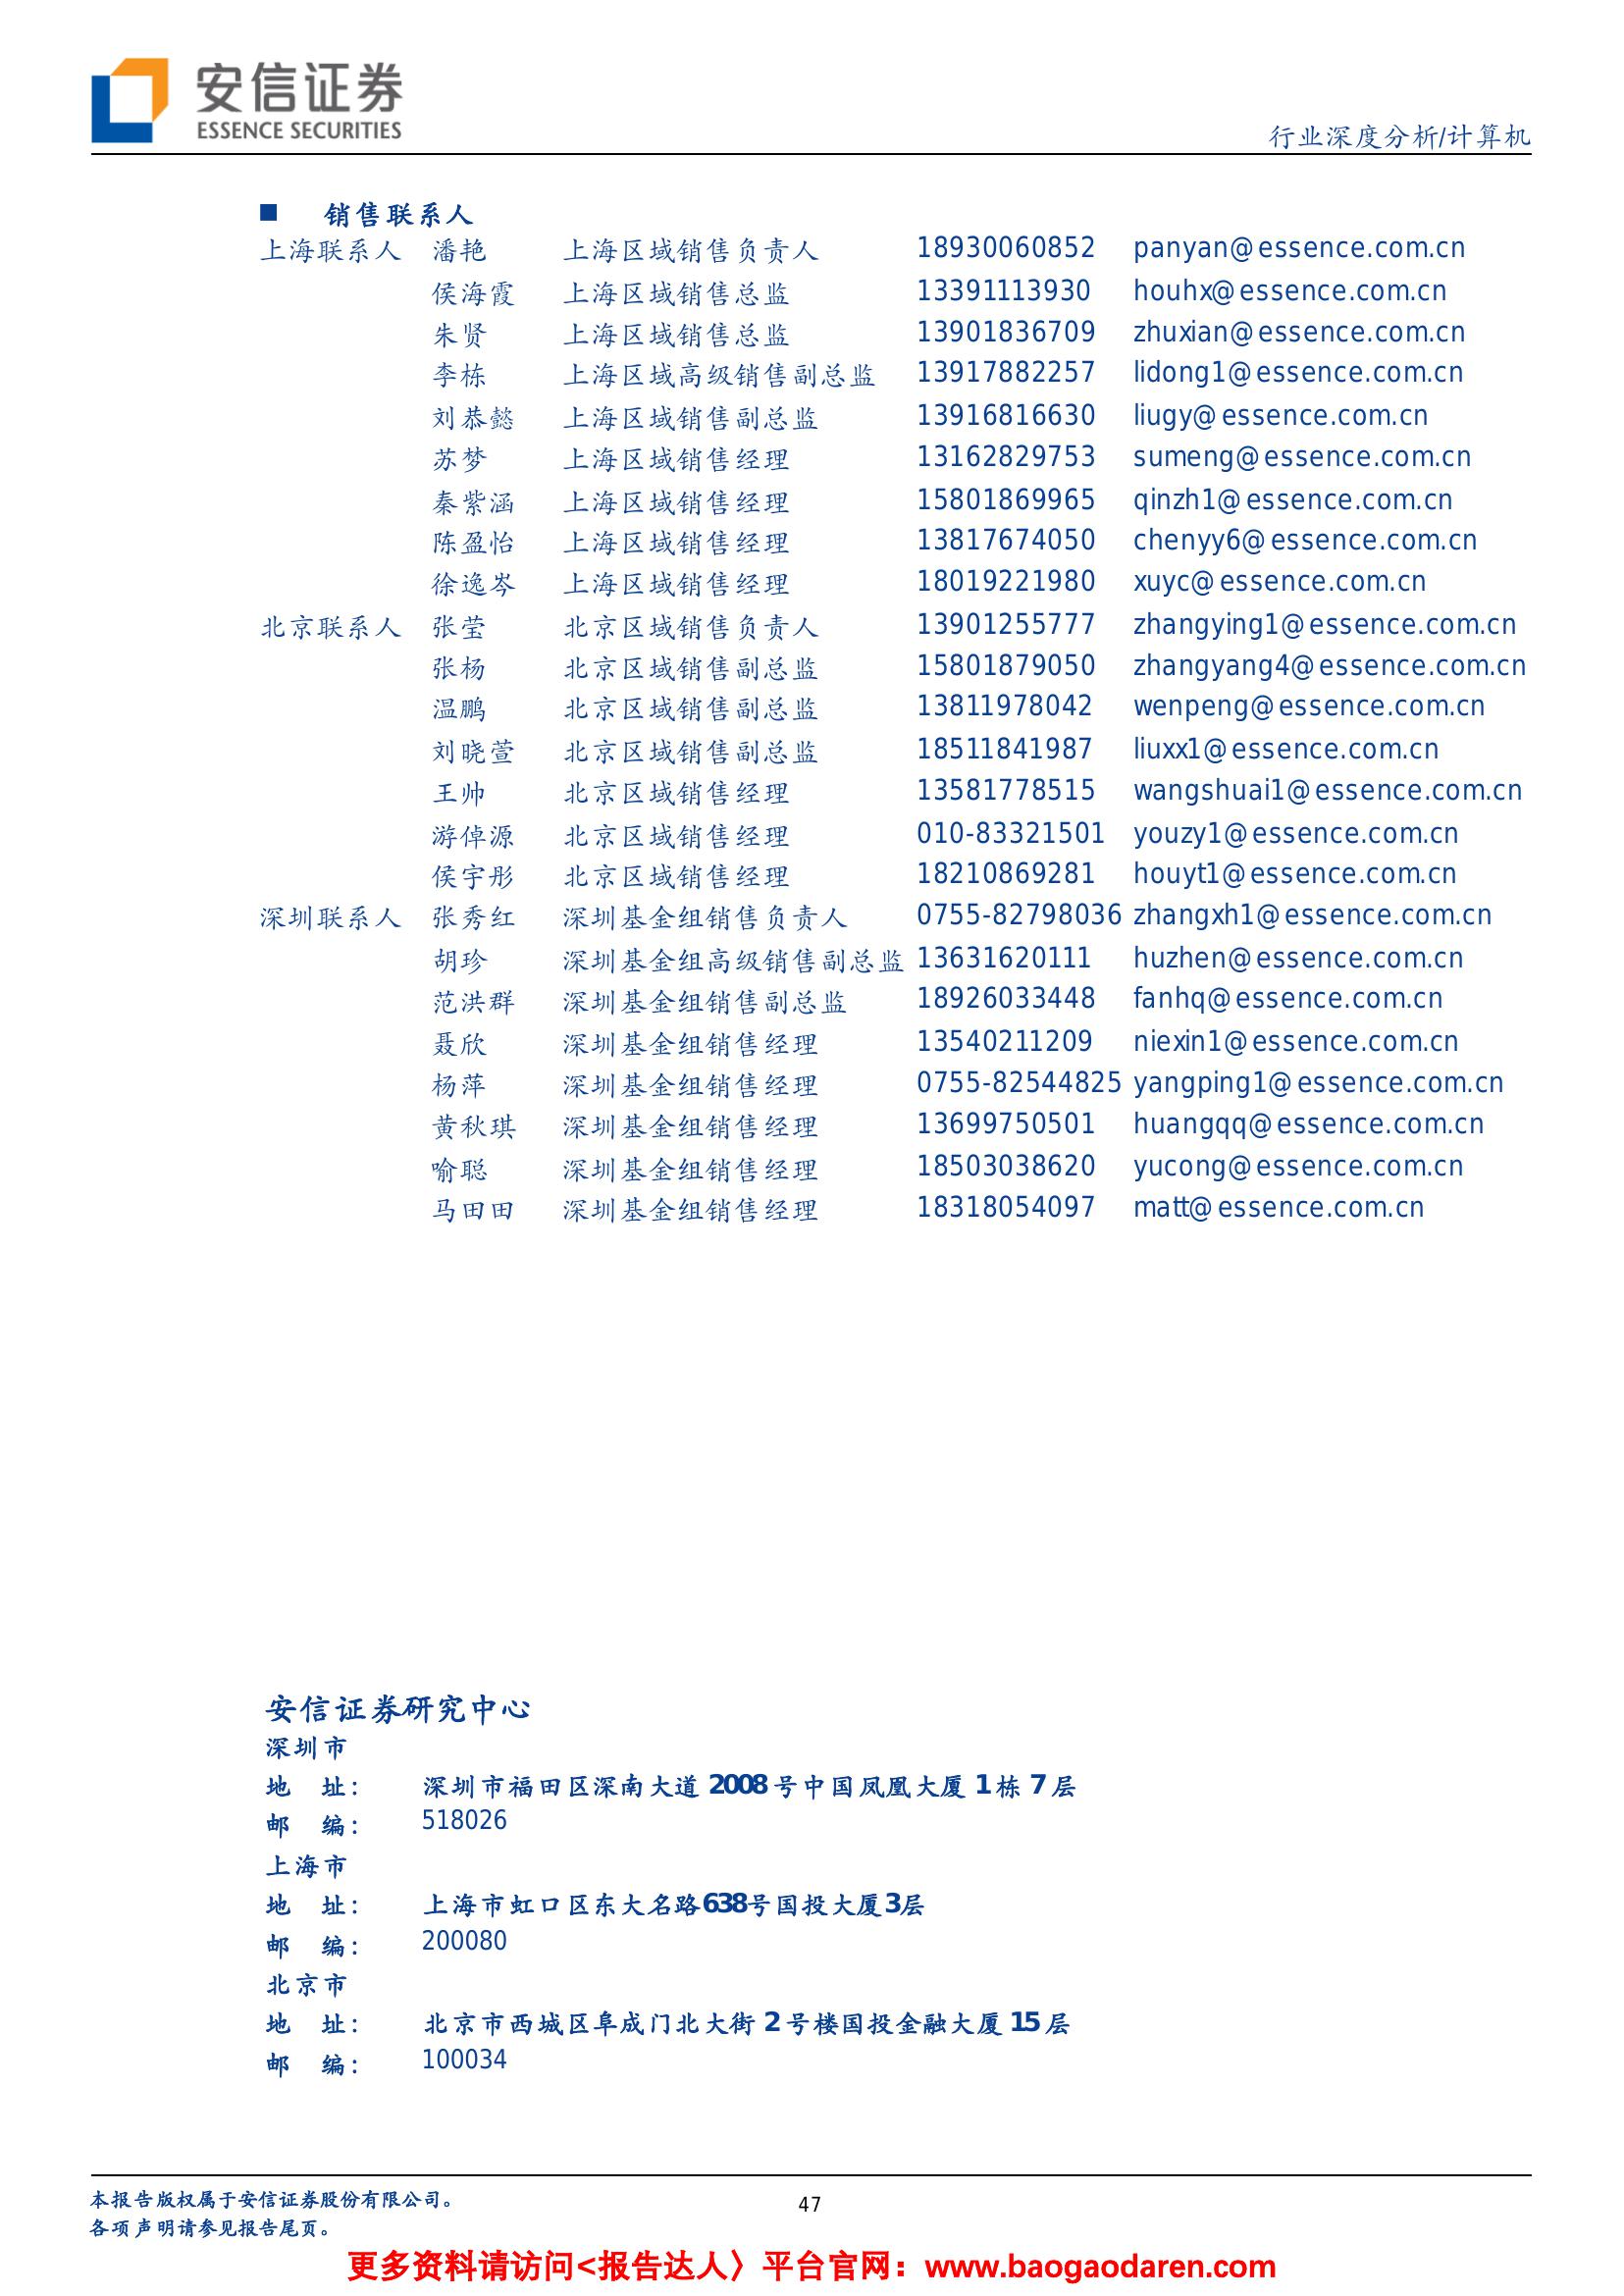 安信证券
ESSENCE SECURITIES
行业深度分析/计算机
■ 销售联系人
上海联系人 潘艳 上海区域销售负责人 18930060852 panyan@essence.com.cn
侯海霞 上海区域销售总监 13391113930 houhx@essence.com.cn
朱贤 上海区域销售总监 13901836709 zhuxian@essence.com.cn
李栋 上海区域高级销售副总监 13917882257 lidong1@essence.com.cn
刘恭懿 上海区域销售副总监 13916816630 liugy@essence.com.cn
苏梦 上海区域销售经理 13162829753 sumeng@essence.com.cn
秦紫涵 上海区域销售经理 15801869965 qinzh1@essence.com.cn
陈盈怡 上海区域销售经理 13817674050 chenyy6@essence.com.cn
徐逸岑 上海区域销售经理 18019221980 xuyc@essence.com.cn
北京联系人 张莹 北京区域销售负责人 13901255777 zhangying1@essence.com.cn
张杨 北京区域销售副总监 15801879050 zhangyang4@essence.com.cn
温鹏 北京区域销售副总监 13811978042 wenpeng@essence.com.cn
刘晓萱 北京区域销售副总监 18511841987 liuxx1@essence.com.cn
王帅 北京区域销售经理 13581778515 wangshuai1@essence.com.cn
游倬源 北京区域销售经理 010-83321501 youzy1@essence.com.cn
侯宇彤 北京区域销售经理 18210869281 houyt1@essence.com.cn
深圳联系人 张秀红 深圳基金组销售负责人 0755-82798036 zhangxh1@essence.com.cn
胡珍 深圳基金组高级销售副总监 13631620111 huzhen@essence.com.cn
范洪群 深圳基金组销售副总监 18926033448 fanhq@essence.com.cn
聂欣 深圳基金组销售经理 13540211209 niexin1@essence.com.cn
杨萍 深圳基金组销售经理 0755-82544825 yangping1@essence.com.cn
黄秋琪 深圳基金组销售经理 13699750501 huangqq@essence.com.cn
喻聪 深圳基金组销售经理 18503038620 yucong@essence.com.cn
马田田 深圳基金组销售经理 18318054097 matt@essence.com.cn
安信证券研究中心
深圳市
地 址： 深圳市福田区深南大道 2008 号中国凤凰大厦 1 栋 7 层
邮 编： 518026
上海市
地 址： 上海市虹口区东大名路638号国投大厦3层
邮 编： 200080
北京市
地 址： 北京市西城区阜成门北大街 2 号楼国投金融大厦 15 层
邮 编： 100034
本报告版权属于安信证券股份有限公司。
47
各项声明请参见报告尾页。
更多资料请访问<报告达人〉平台官网：www.baogaodaren.com